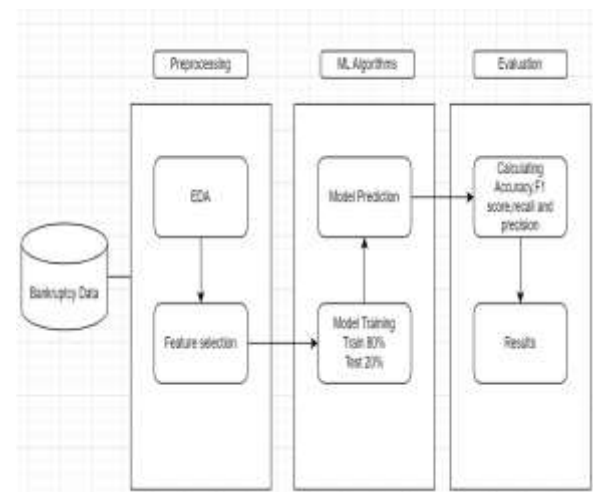 Preprocessing
ML Algorithms
Evaluation
EDA
Model Prediction
Calculating
Accuracy,F1
score,recall and
precision
Bankruptcy Data
Feature selection
Model Training
Train 80%
Test 20%
Results